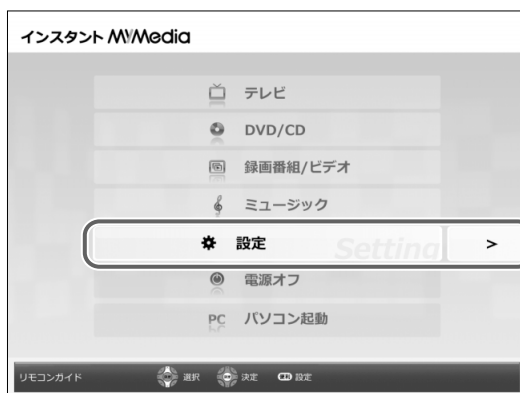 インスタント MyMedia
テレビ
DVD/CD
録画番組/ビデオ
ミュージック
設定 Setting >
電源オフ
PC パソコン起動
リモコンガイド 選択 決定 設定